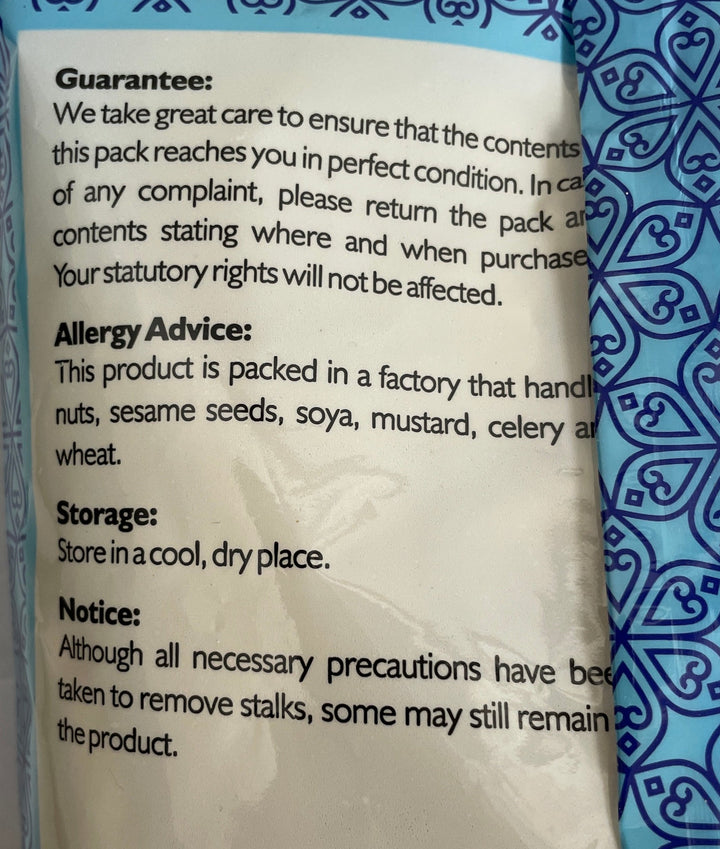 Guarantee:
We take great care to ensure that the contents
this pack reaches you in perfect condition. In ca
of any complaint, please return the pack an
contents stating where and when purchase
Your statutory rights will not be affected.
Allergy Advice:
This product is packed in a factory that handl
nuts, sesame seeds, soya, mustard, celery an
wheat.
Storage:
Store in a cool, dry place.
Notice:
Although all necessary precautions have bee
taken to remove stalks, some may still remain
the product.